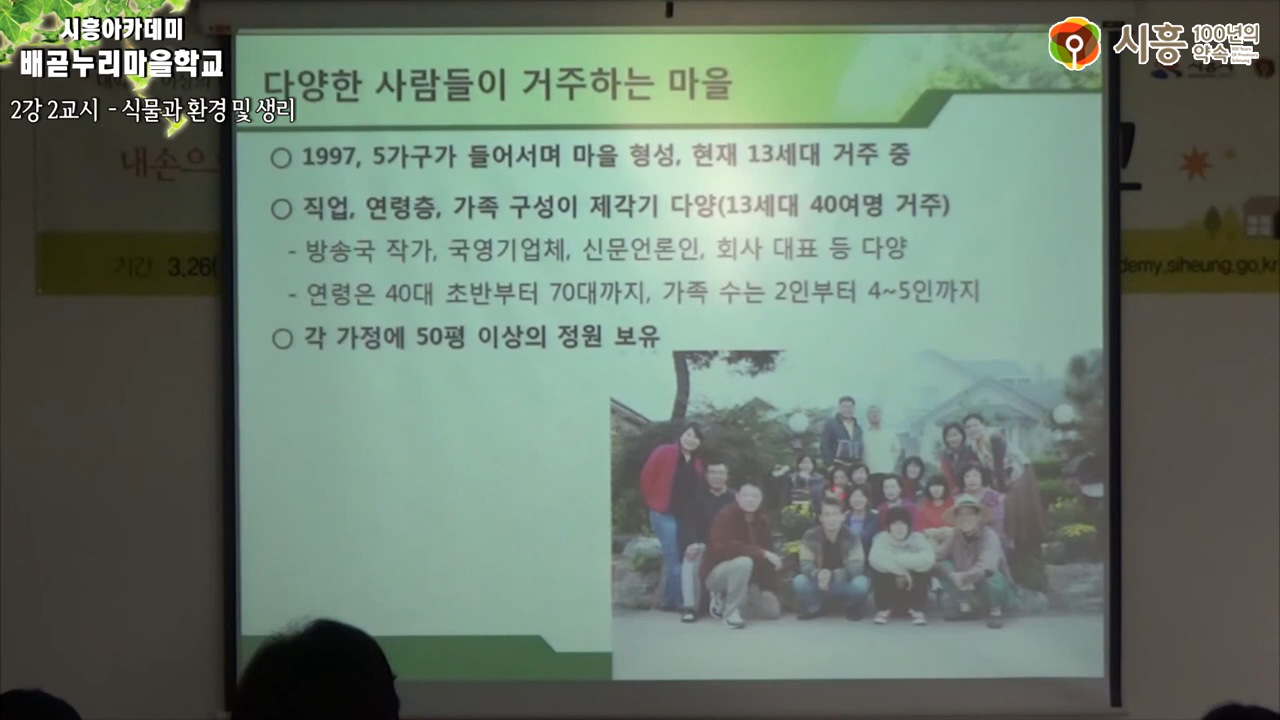 시흥아카데미
배곧누리마을학교
2강 2교시 - 식물과 환경 및 생리
시흥 100년의 약속
다양한 사람들이 거주하는 마을
○ 1997, 5가구가 들어서며 마을 형성, 현재 13세대 거주 중
○ 직업, 연령층, 가족 구성이 제각기 다양(13세대 40여명 거주)
- 방송국 작가, 국영기업체, 신문언론인, 회사 대표 등 다양
- 연령은 40대 초반부터 70대까지, 가족 수는 2인부터 4~5인까지
○ 각 가정에 50평 이상의 정원 보유
내손으
기간 3.26(
demy.siheung.go.kr